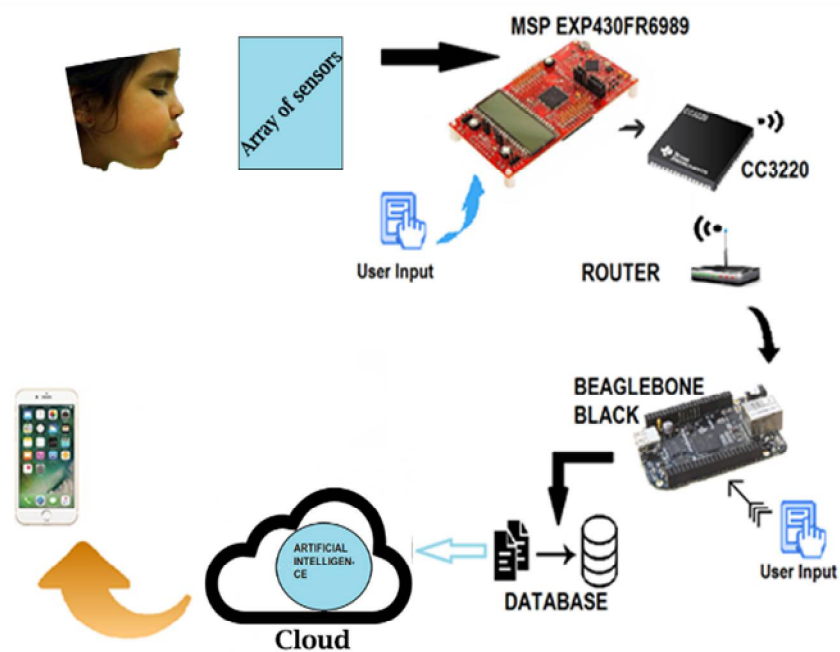 MSP EXP430FR6989
Array of sensors
CC3220
User Input
ROUTER
BEAGLEBONE
BLACK
ARTIFICIAL
INTELLIGEN-
CE
User Input
DATABASE
Cloud